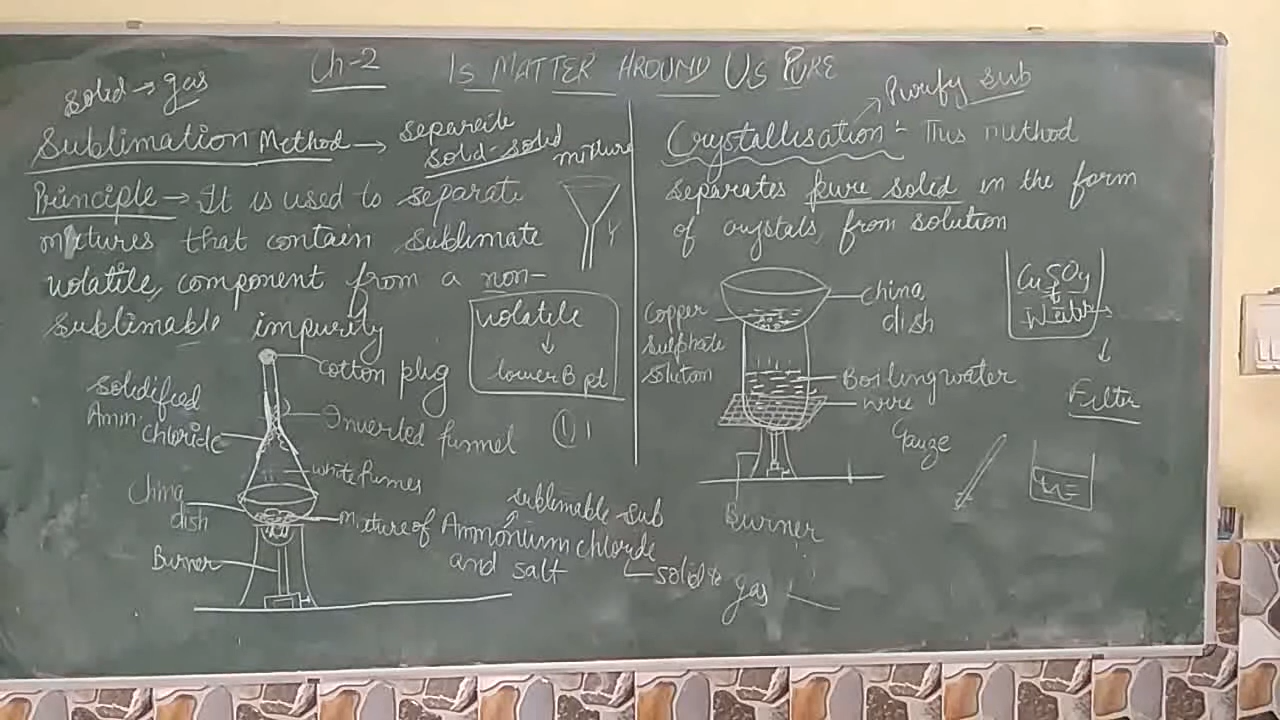 Ch-2 Is MATTER AROUND US PURE
solid → gas
Sublimation Method → separate
solid-solid
mixture
Principle → It is used to separate
mixtures that contain sublimate
volatile, component from a non-
sublimable impurity
volatile
↓
lower B pt
cotton plug
solidified
Amm.
chloride
Inverted funnel
①
white fumes
China
dish
sublimable sub
Mixture of Ammonium chloride
and salt
solid to
gas
Burner
Purify sub
Crystallisation :- This method
separates pure solid in the form
of crystals, from solution
Copper
sulphate
solution
China
dish
Boiling water
wire
Gauze
Burner
CuSO4
+
Water
↓
Filter